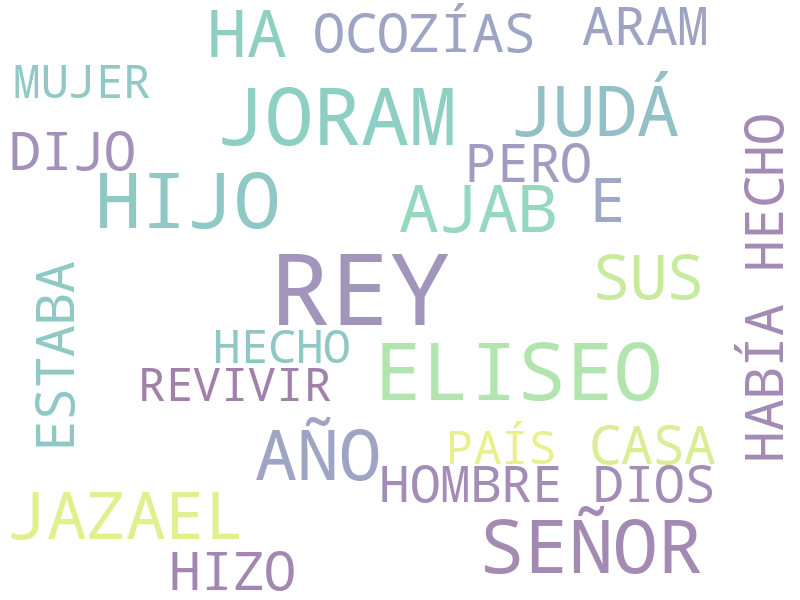 HA
OCOZÍAS
ARAM
MUJER
JORAM
JUDÁ
DIJO
PERO
HIJO
AJAB
E
HABÍA HECHO
REY
SUS
ESTABA
HECHO
REVIVIR
ELISEO
AÑO
PAÍS
CASA
HOMBRE DIOS
JAZAEL
SEÑOR
HIZO